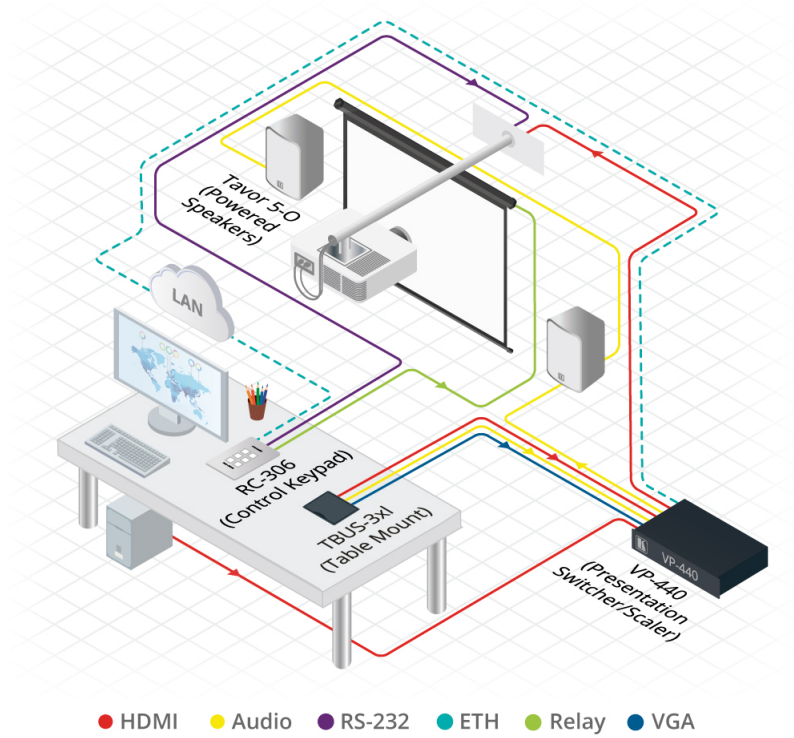 Tavor 5-O
(Powered
Speakers)
LAN
RC-306
(Control Keypad)
TBUS-3xl
(Table Mount)
VP-440
VP-440
(Presentation
Switcher/Scaler)
HDMI
Audio
RS-232
ETH
Relay
VGA